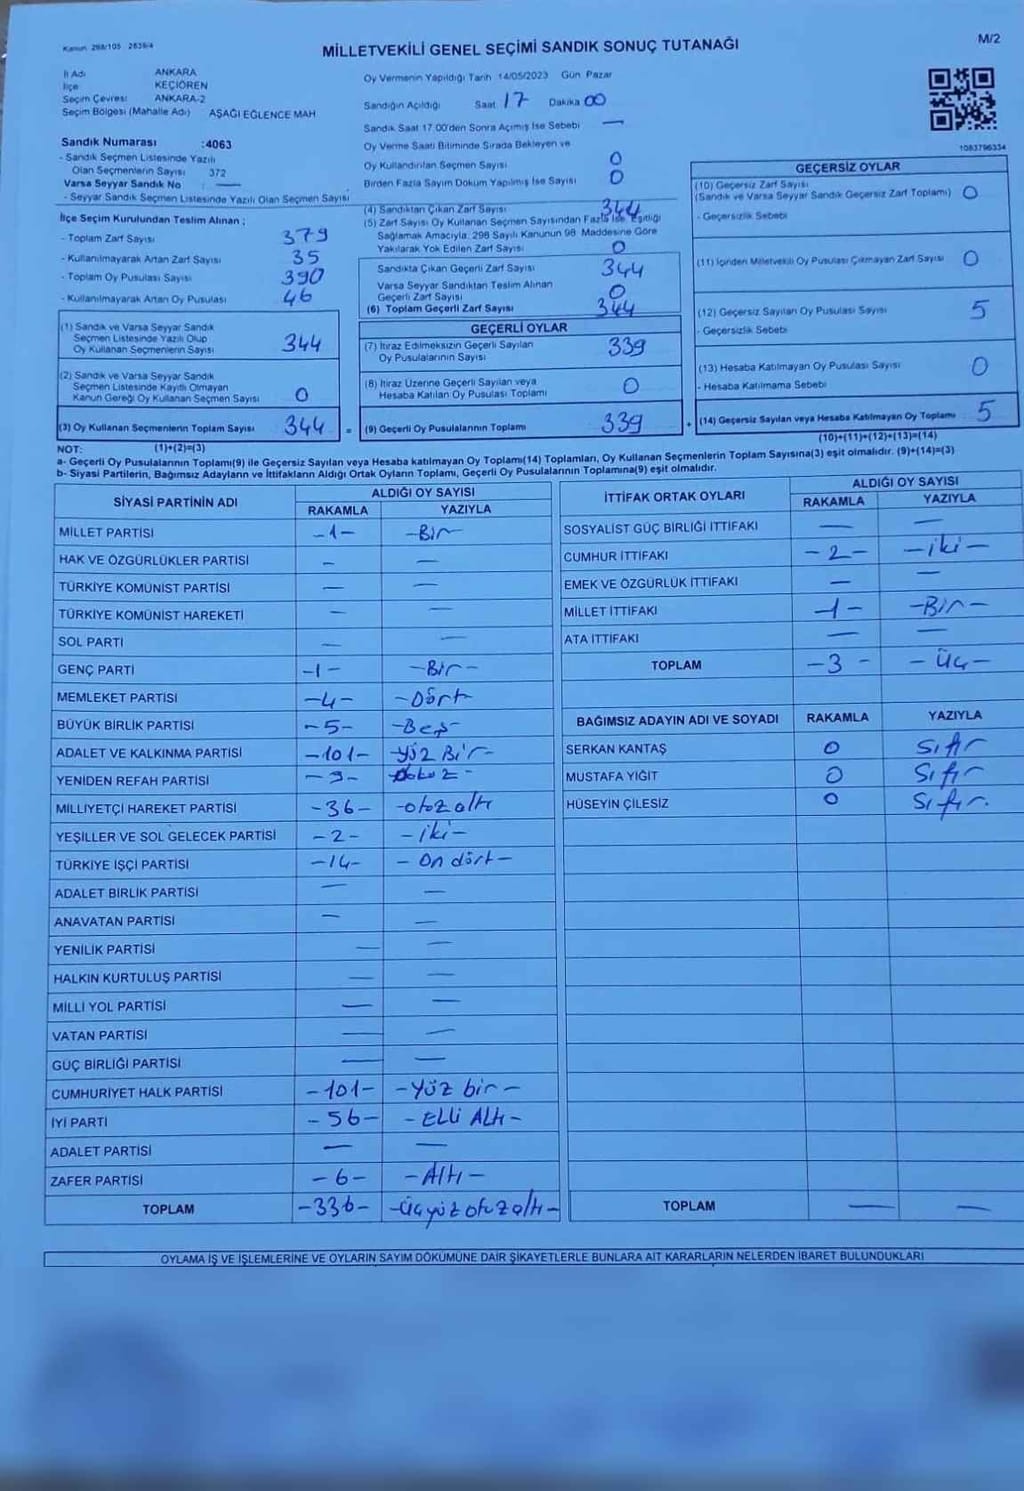 Kanun 298/105 2839/4
MİLLETVEKİLİ GENEL SEÇİMİ SANDIK SONUÇ TUTANAĞI
M/2
İl Adı ANKARA
İlçe KEÇİÖREN
Seçim Çevresi ANKARA-2
Seçim Bölgesi (Mahalle Adı) AŞAĞI EĞLENCE MAH
Oy Vermenin Yapıldığı Tarih 14/05/2023 Gün Pazar
Sandığın Açıldığı Saat 17 Dakika 00
Sandık Saat 17.00'den Sonra Açılmış İse Sebebi —
Oy Verme Saati Bitiminde Sırada Bekleyen ve
Oy Kullandırılan Seçmen Sayısı 0
Birden Fazla Sayım Döküm Yapılmış İse Sayısı 0
1083796334
Sandık Numarası :4063
- Sandık Seçmen Listesinde Yazılı
Olan Seçmenlerin Sayısı 372
Varsa Seyyar Sandık No : —
- Seyyar Sandık Seçmen Listesinde Yazılı Olan Seçmen Sayısı
İlçe Seçim Kurulundan Teslim Alınan ;
- Toplam Zarf Sayısı 379
- Kullanılmayarak Artan Zarf Sayısı 35
- Toplam Oy Pusulası Sayısı 390
- Kullanılmayarak Artan Oy Pusulası 46
(1) Sandık ve Varsa Seyyar Sandık
Seçmen Listesinde Yazılı Olup
Oy Kullanan Seçmenlerin Sayısı 344
(2) Sandık ve Varsa Seyyar Sandık
Seçmen Listesinde Kayıtlı Olmayan
Kanun Gereği Oy Kullanan Seçmen Sayısı 0
(3) Oy Kullanan Seçmenlerin Toplam Sayısı 344 =
(1)+(2)=(3)
(4) Sandıktan Çıkan Zarf Sayısı 344
(5) Zarf Sayısı Oy Kullanan Seçmen Sayısından Fazla İse, Eşitliği
Sağlamak Amacıyla, 298 Sayılı Kanunun 98. Maddesine Göre
Yakılarak Yok Edilen Zarf Sayısı 0
Sandıkta Çıkan Geçerli Zarf Sayısı 344
Varsa Seyyar Sandıktan Teslim Alınan
Geçerli Zarf Sayısı 0
(6) Toplam Geçerli Zarf Sayısı 344
GEÇERLİ OYLAR
(7) İtiraz Edilmeksizin Geçerli Sayılan
Oy Pusulalarının Sayısı 339
(8) İtiraz Üzerine Geçerli Sayılan veya
Hesaba Katılan Oy Pusulası Toplamı 0
(9) Geçerli Oy Pusulalarının Toplamı 339 +
GEÇERSİZ OYLAR
(10) Geçersiz Zarf Sayısı
(Sandık ve Varsa Seyyar Sandık Geçersiz Zarf Toplamı) 0
- Geçersizlik Sebebi
(11) İçinden Milletvekili Oy Pusulası Çıkmayan Zarf Sayısı 0
(12) Geçersiz Sayılan Oy Pusulası Sayısı 5
- Geçersizlik Sebebi
(13) Hesaba Katılmayan Oy Pusulası Sayısı 0
- Hesaba Katılmama Sebebi
(14) Geçersiz Sayılan veya Hesaba Katılmayan Oy Toplamı 5
(10)+(11)+(12)+(13)=(14)
NOT:
a- Geçerli Oy Pusulalarının Toplamı(9) ile Geçersiz Sayılan veya Hesaba katılmayan Oy Toplamı(14) Toplamları, Oy Kullanan Seçmenlerin Toplam Sayısına(3) eşit olmalıdır. (9)+(14)=(3)
b- Siyasi Partilerin, Bağımsız Adayların ve İttifakların Aldığı Ortak Oyların Toplamı, Geçerli Oy Pusulalarının Toplamına(9) eşit olmalıdır.
SİYASİ PARTİNİN ADI ALDIĞI OY SAYISI
RAKAMLA YAZIYLA
MİLLET PARTİSİ -1- -Bir
HAK VE ÖZGÜRLÜKLER PARTİSİ — —
TÜRKİYE KOMÜNİST PARTİSİ — —
TÜRKİYE KOMÜNİST HAREKETİ — —
SOL PARTİ — —
GENÇ PARTİ -1- -Bir-
MEMLEKET PARTİSİ -4- -Dört
BÜYÜK BİRLİK PARTİSİ -5- -Beş-
ADALET VE KALKINMA PARTİSİ -101- -Yüz Bir-
YENİDEN REFAH PARTİSİ -9- Dokuz-
MİLLİYETÇİ HAREKET PARTİSİ -36- -otuz altı
YEŞİLLER VE SOL GELECEK PARTİSİ -2- -iki-
TÜRKİYE İŞÇİ PARTİSİ -14- -On dört-
ADALET BİRLİK PARTİSİ — —
ANAVATAN PARTİSİ — —
YENİLİK PARTİSİ — —
HALKIN KURTULUŞ PARTİSİ — —
MİLLİ YOL PARTİSİ — —
VATAN PARTİSİ — —
GÜÇ BİRLİĞİ PARTİSİ — —
CUMHURİYET HALK PARTİSİ -101- -Yüz bir-
İYİ PARTİ -56- -ELLİ ALTI-
ADALET PARTİSİ — —
ZAFER PARTİSİ -6- -Altı-
TOPLAM -336- -Üçyüz otuz altı-
İTTİFAK ORTAK OYLARI ALDIĞI OY SAYISI
RAKAMLA YAZIYLA
SOSYALİST GÜÇ BİRLİĞİ İTTİFAKI — —
CUMHUR İTTİFAKI -2- -iki-
EMEK VE ÖZGÜRLÜK İTTİFAKI — —
MİLLET İTTİFAKI -1- -Bir-
ATA İTTİFAKI — —
TOPLAM -3- -Üç-
BAĞIMSIZ ADAYIN ADI VE SOYADI RAKAMLA YAZIYLA
SERKAN KANTAŞ 0 Sıfır
MUSTAFA YİĞİT 0 Sıfır
HÜSEYİN ÇİLESİZ 0 Sıfır.
TOPLAM — —
OYLAMA İŞ VE İŞLEMLERİNE VE OYLARIN SAYIM DÖKÜMÜNE DAİR ŞİKAYETLERLE BUNLARA AİT KARARLARIN NELERDEN İBARET BULUNDUKLARI